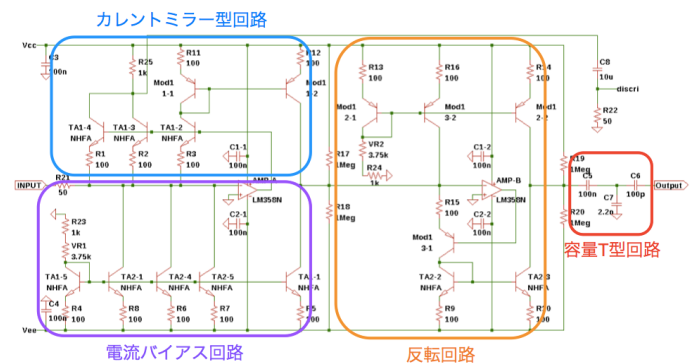 カレントミラー型回路
Vcc
C3
100n
R25
1k
R11
100
R12
100
R13
100
R16
100
R14
100
C8
10u
discri
R22
50
Mod1
1-1
Mod1
1-2
Mod1
2-1
Mod1
3-2
Mod1
TA1-4
NHFA
TA1-3
NHFA
TA1-2
NHFA
R1
100
R2
100
R3
100
C1-1
100n
R17
1Meg
VR2
3.75k
R24
1k
C1-2
100n
R19
1Meg
INPUT
R21
50
AMP-A
LM358N
AMP-B
LM358N
C5
100n
C6
100p
C7
2.2n
Output
R18
1Meg
R20
1Meg
C2-1
100n
C2-2
100n
R15
100
Mod1
3-1
容量T型回路
R23
1k
VR1
3.75k
TA1-5
NHFA
TA2-1
NHFA
TA2-4
NHFA
TA2-5
NHFA
NHFA
TA2-2
NHFA
NHFA
C4
100n
R4
100
R8
100
R6
100
R7
100
R5
100
R9
100
100
Vee
電流バイアス回路
反転回路